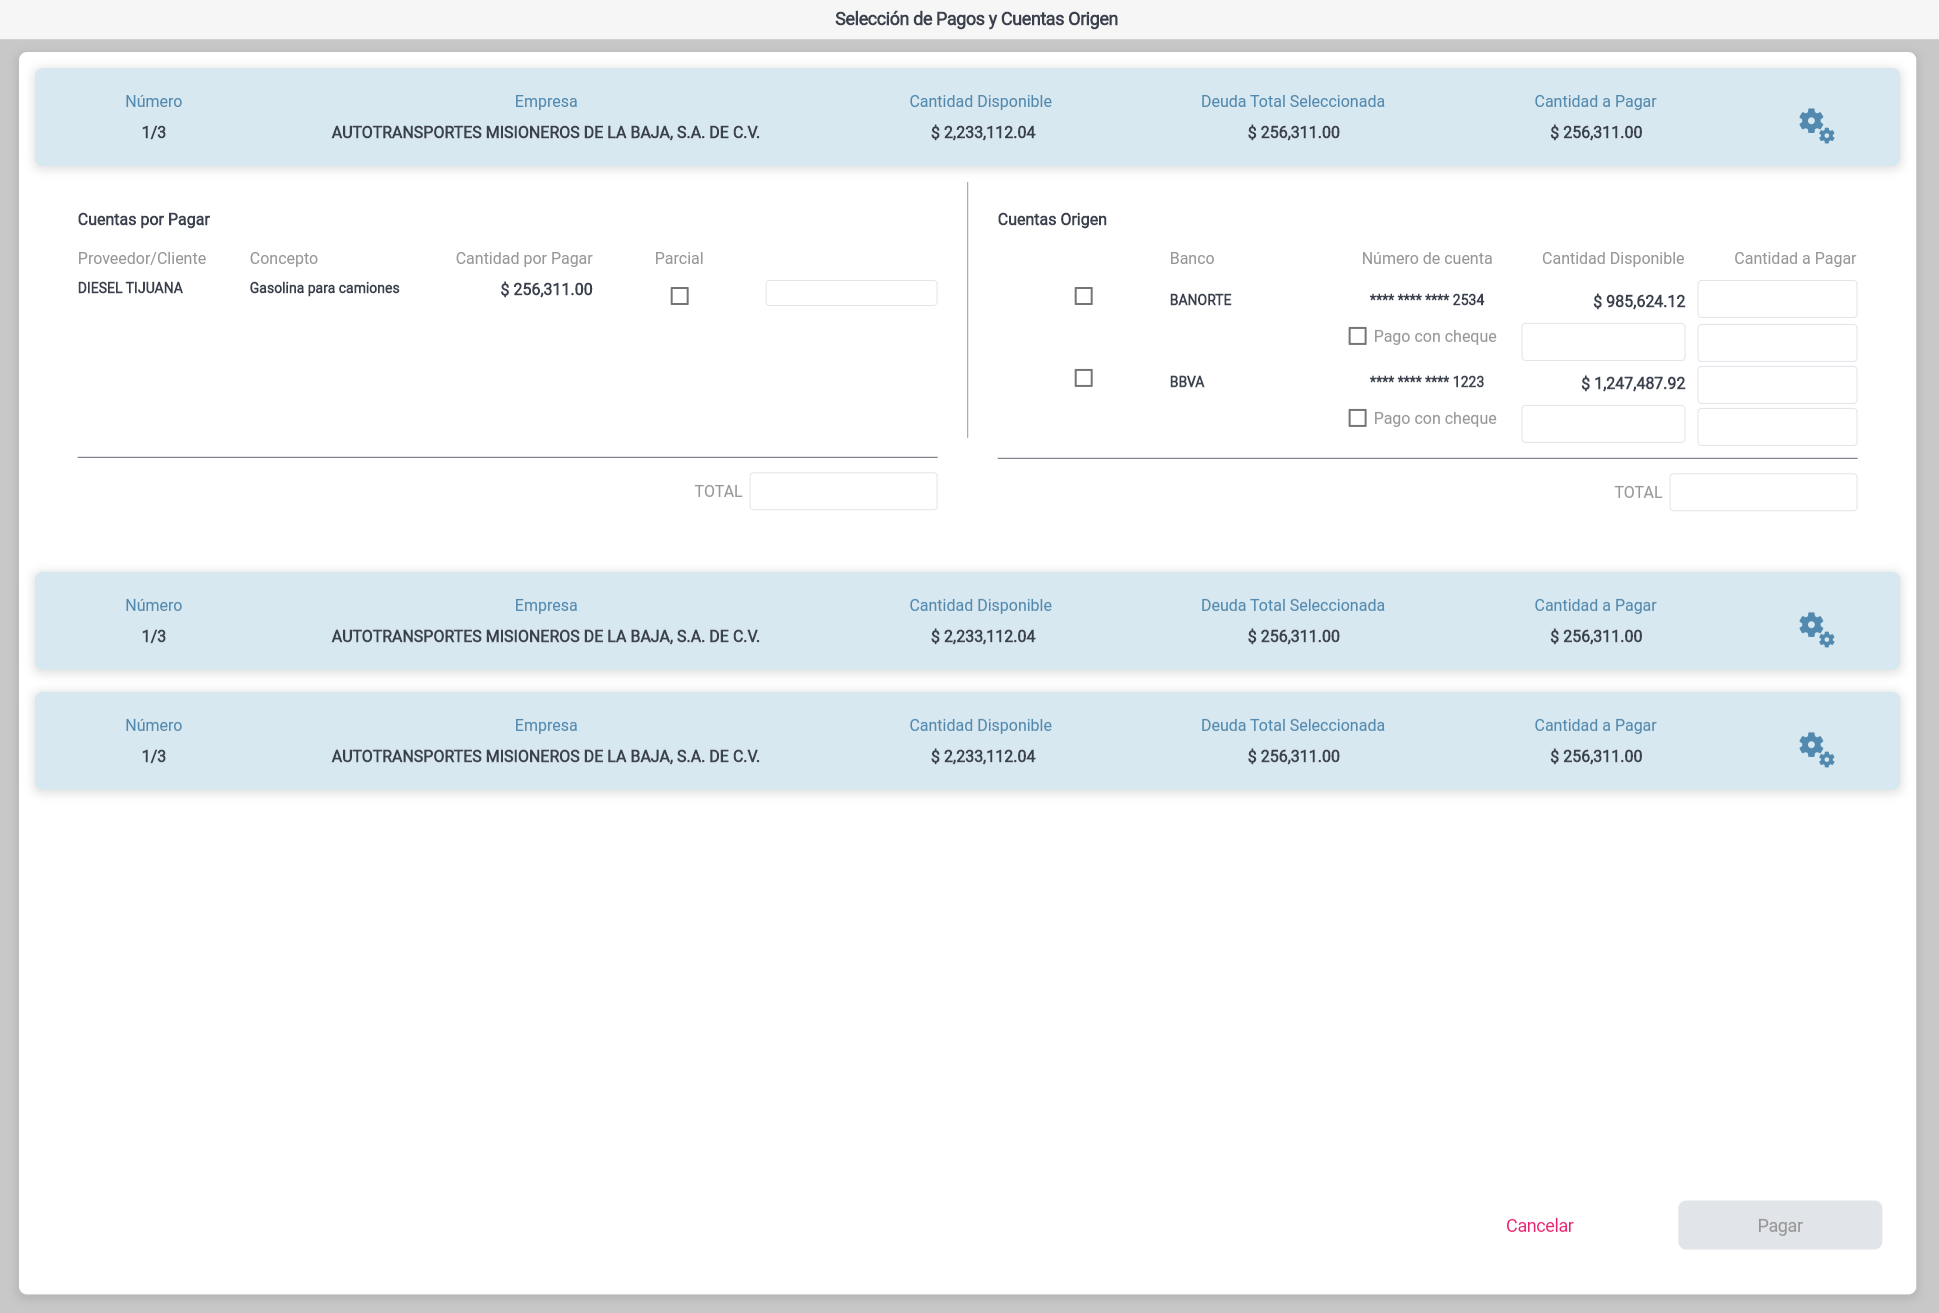 Selección de Pagos y Cuentas Origen
Número Empresa Cantidad Disponible Deuda Total Seleccionada Cantidad a Pagar
1/3 AUTOTRANSPORTES MISIONEROS DE LA BAJA, S.A. DE C.V. $ 2,233,112.04 $ 256,311.00 $ 256,311.00
Cuentas por Pagar
Proveedor/Cliente Concepto Cantidad por Pagar Parcial
DIESEL TIJUANA Gasolina para camiones $ 256,311.00
TOTAL
Cuentas Origen
Banco Número de cuenta Cantidad Disponible Cantidad a Pagar
BANORTE **** **** **** 2534 $ 985,624.12
Pago con cheque
BBVA **** **** **** 1223 $ 1,247,487.92
Pago con cheque
TOTAL
Número Empresa Cantidad Disponible Deuda Total Seleccionada Cantidad a Pagar
1/3 AUTOTRANSPORTES MISIONEROS DE LA BAJA, S.A. DE C.V. $ 2,233,112.04 $ 256,311.00 $ 256,311.00
Número Empresa Cantidad Disponible Deuda Total Seleccionada Cantidad a Pagar
1/3 AUTOTRANSPORTES MISIONEROS DE LA BAJA, S.A. DE C.V. $ 2,233,112.04 $ 256,311.00 $ 256,311.00
Cancelar Pagar